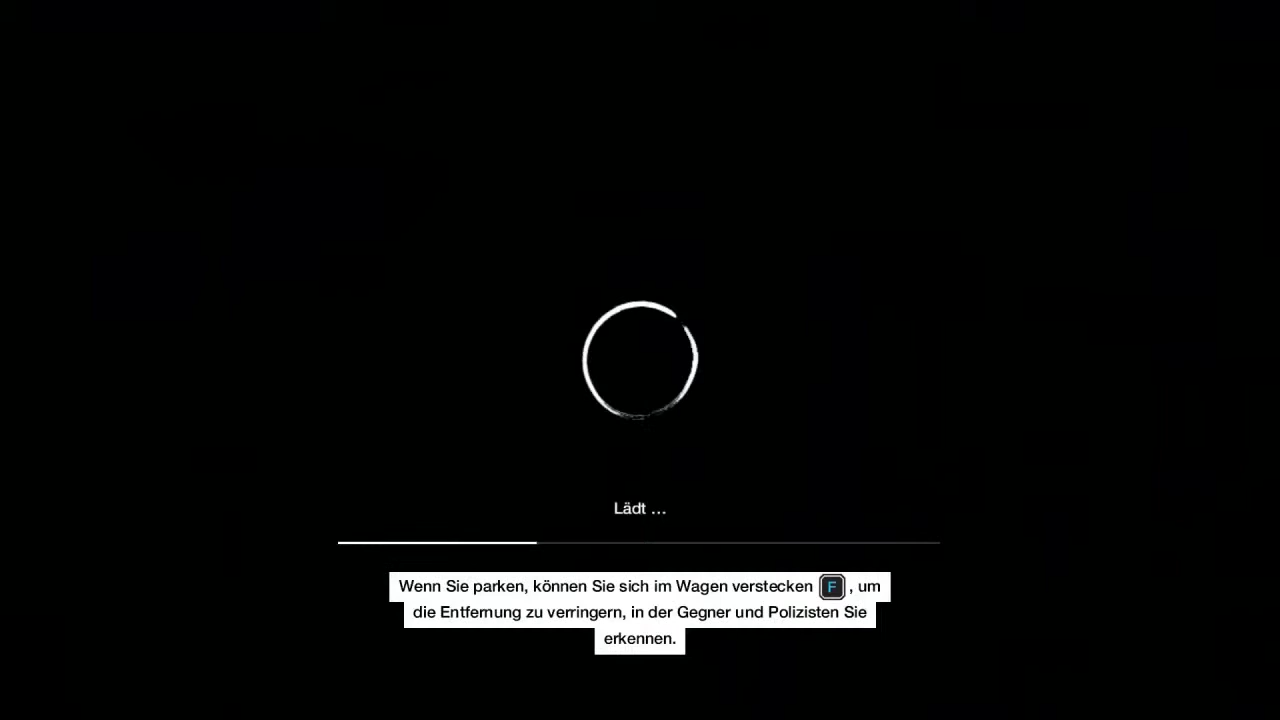 Lädt ...
Wenn Sie parken, können Sie sich im Wagen verstecken F , um
die Entfernung zu verringern, in der Gegner und Polizisten Sie
erkennen.